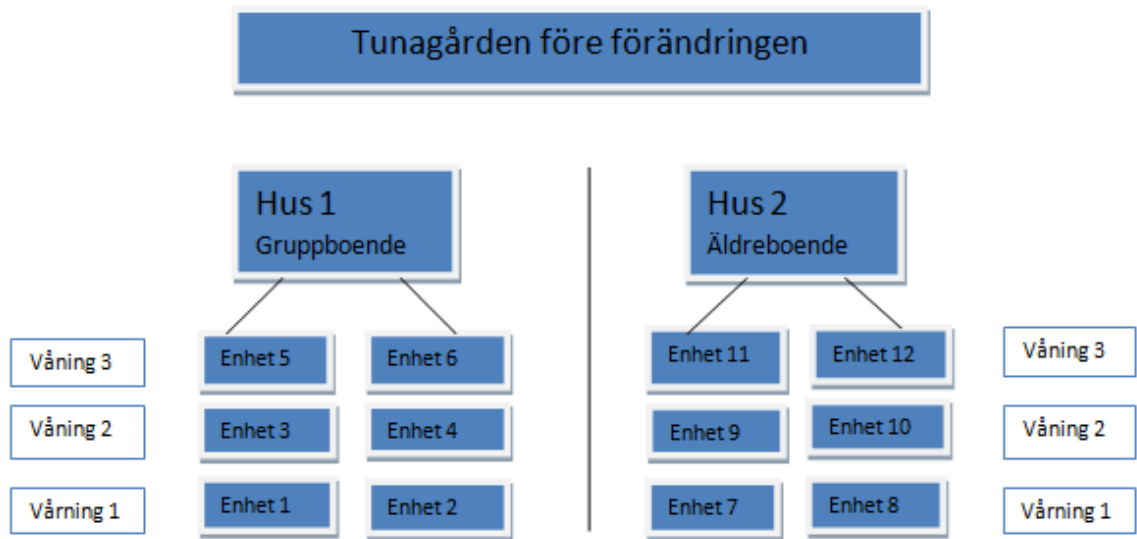 Tunagården före förändringen
Hus 1
Gruppboende
Hus 2
Äldreboende
Våning 3
Enhet 5
Enhet 6
Enhet 11
Enhet 12
Våning 3
Våning 2
Enhet 3
Enhet 4
Enhet 9
Enhet 10
Våning 2
Vårning 1
Enhet 1
Enhet 2
Enhet 7
Enhet 8
Vårning 1